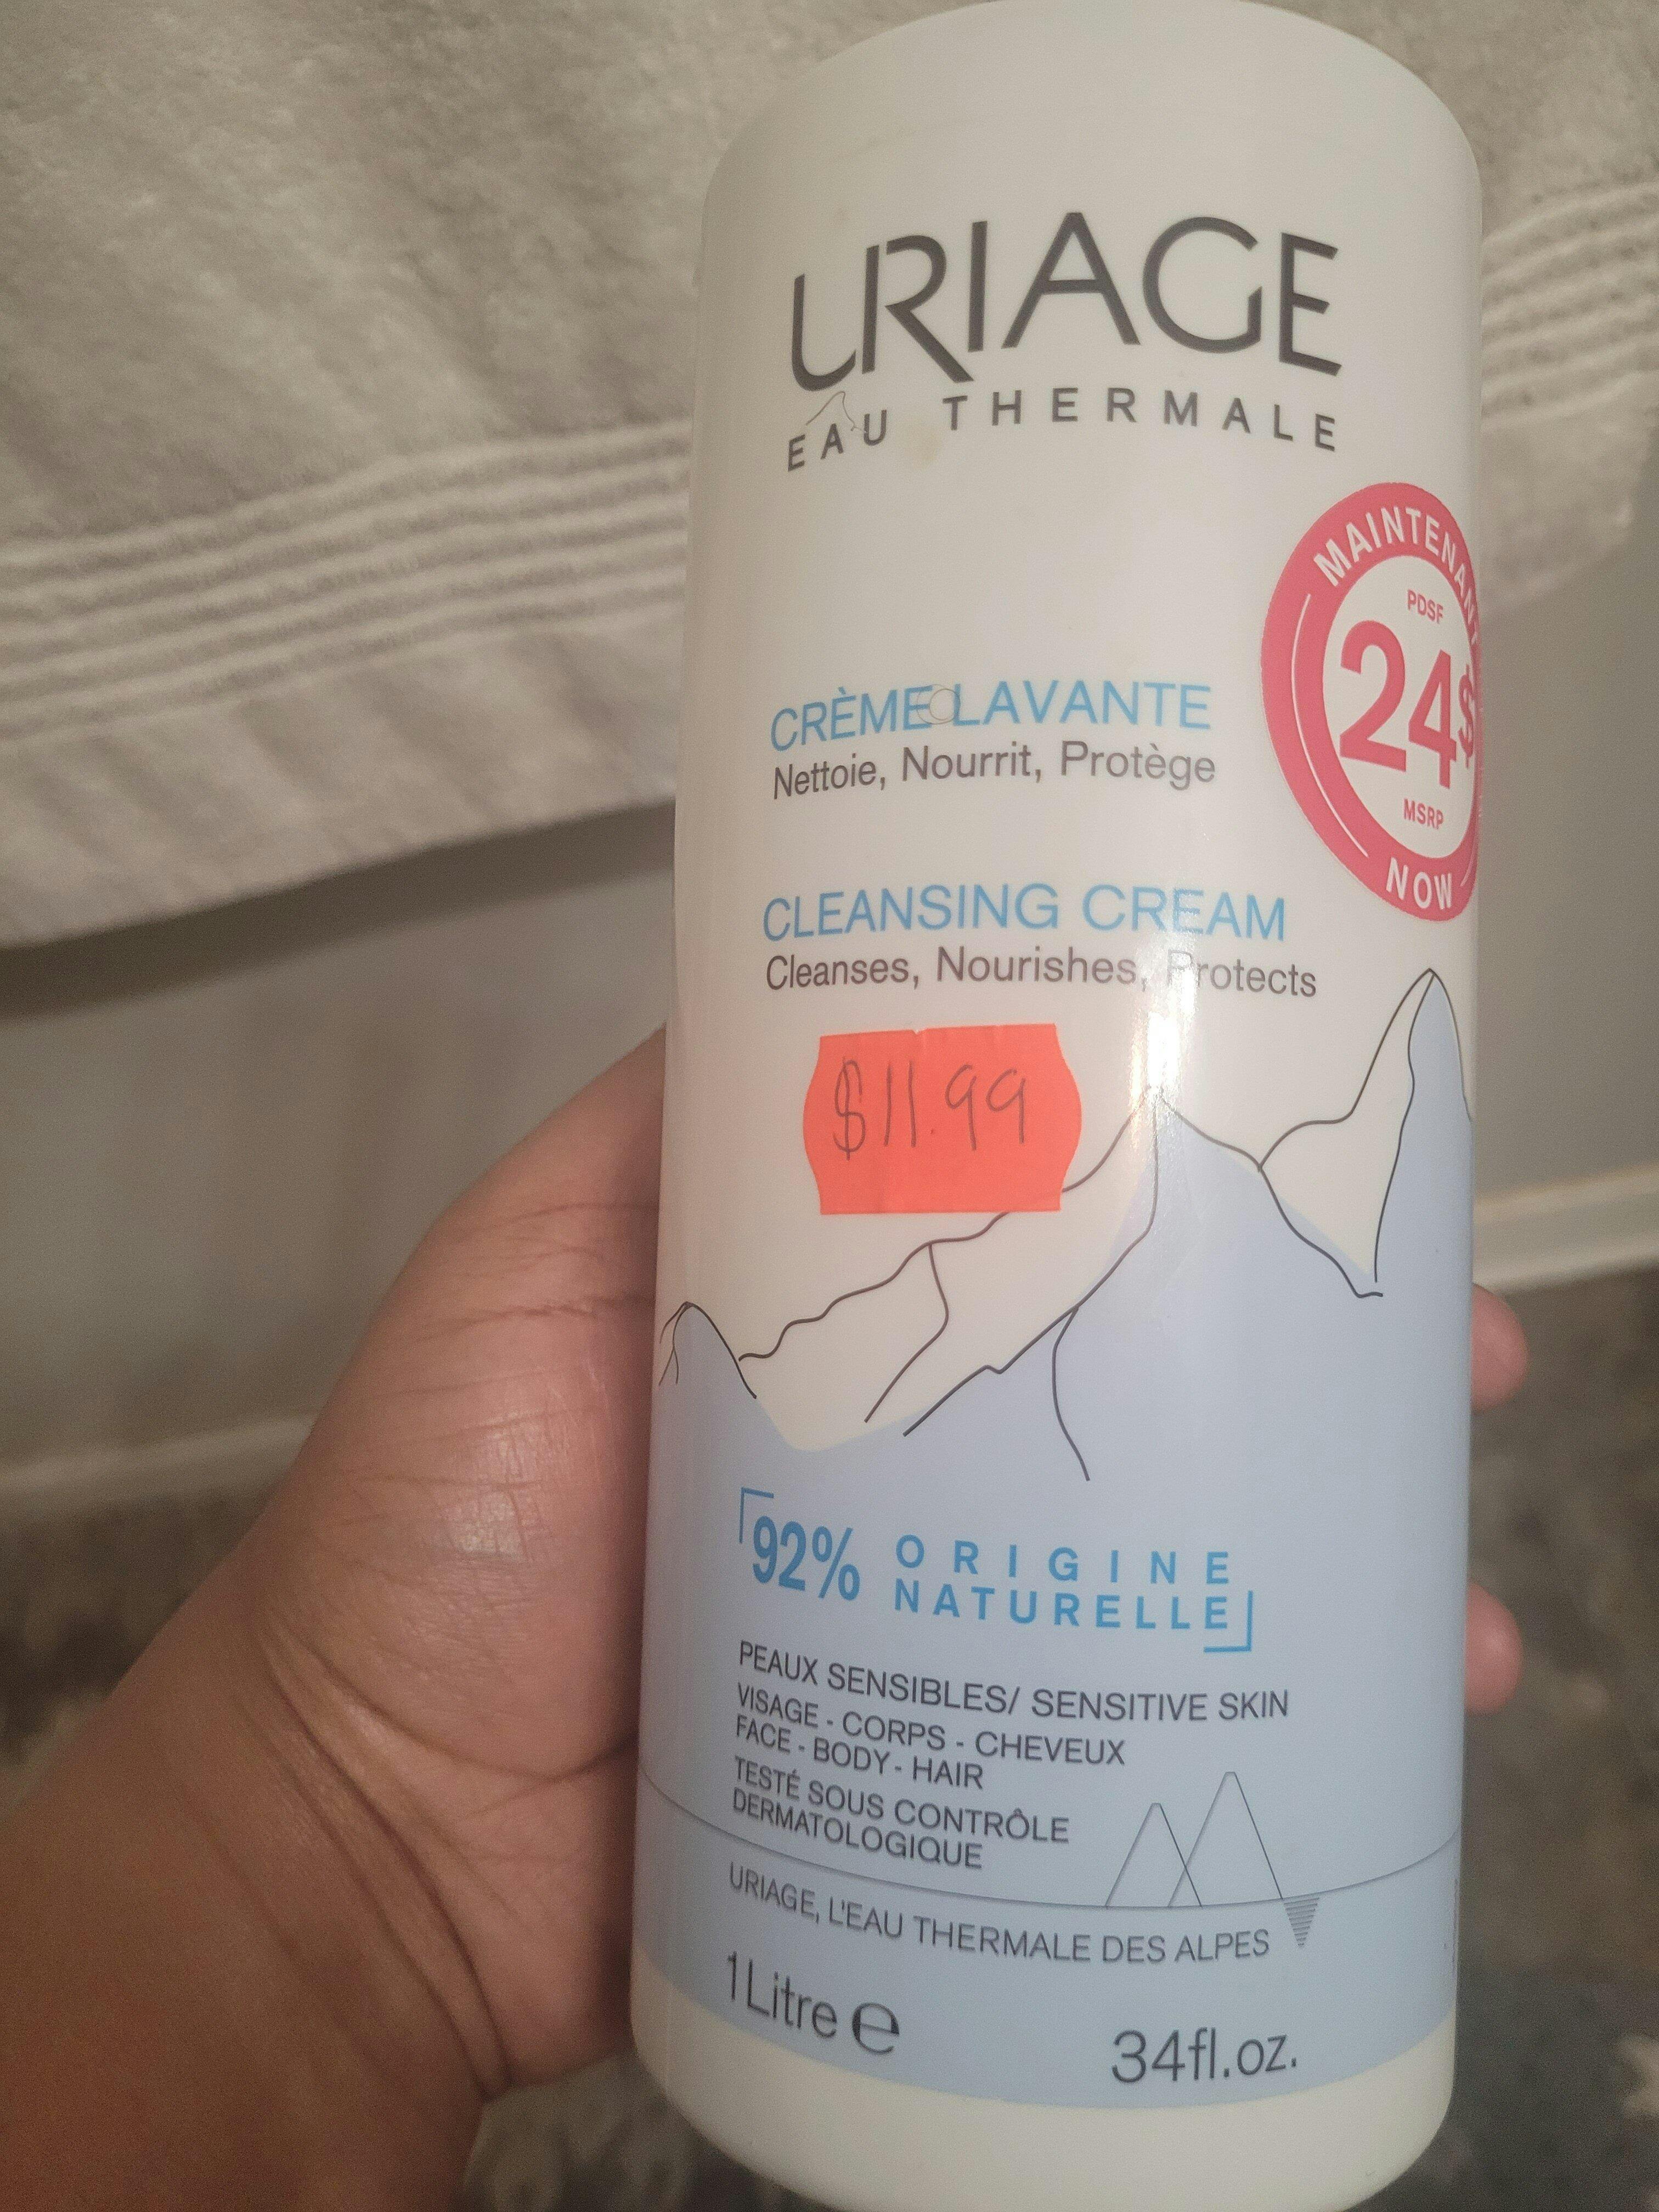 URIAGE
EAU THERMALE
MAINTENANT
PDSF
24$
MSRP
NOW
CRÈME LAVANTE
Nettoie, Nourrit, Protège
CLEANSING CREAM
Cleanses, Nourishes, Protects
$11.99
92% ORIGINE
NATURELLE
PEAUX SENSIBLES/ SENSITIVE SKIN
VISAGE - CORPS - CHEVEUX
FACE - BODY - HAIR
TESTÉ SOUS CONTRÔLE
DERMATOLOGIQUE
URIAGE, L'EAU THERMALE DES ALPES
1 Litre e 34fl.oz.